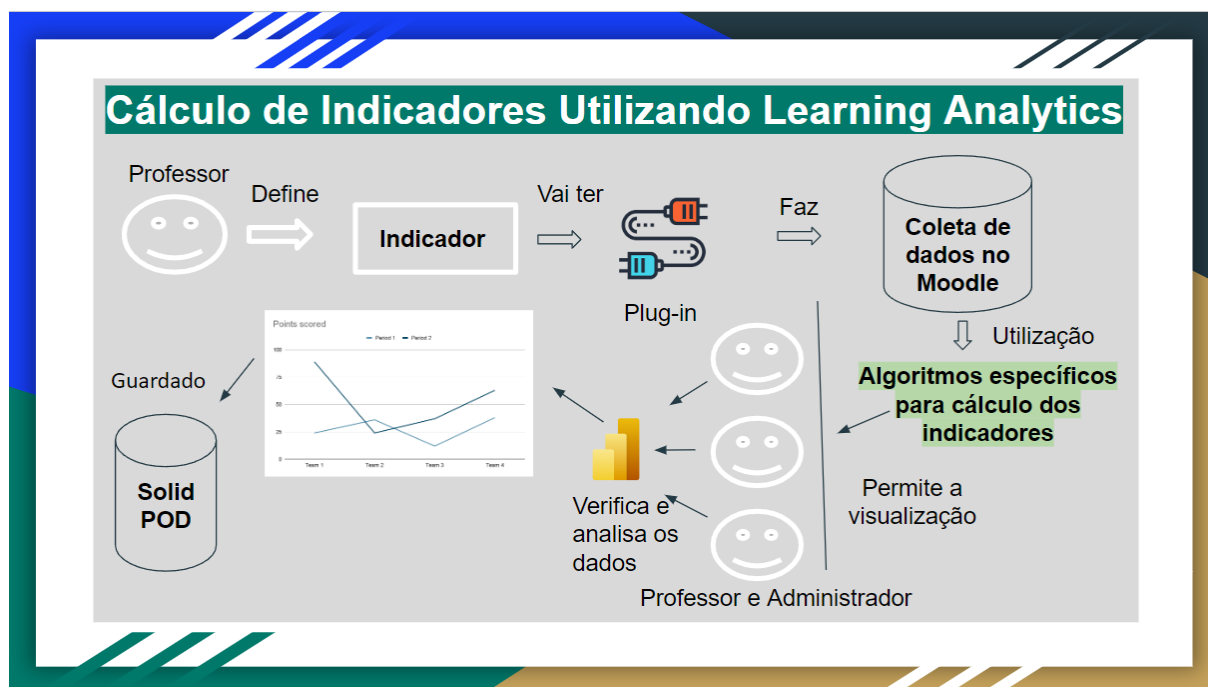 Cálculo de Indicadores Utilizando Learning Analytics
Professor
Define
Indicador
Vai ter
Plug-in
Faz
Coleta de
dados no
Moodle
Utilização
Algoritmos específicos
para cálculo dos
indicadores
Permite a
visualização
Professor e Administrador
Verifica e
analisa os
dados
Points scored
Period 1
Period 2
100
75
50
25
0
Team 1
Team 2
Team 3
Team 4
Guardado
Solid
POD